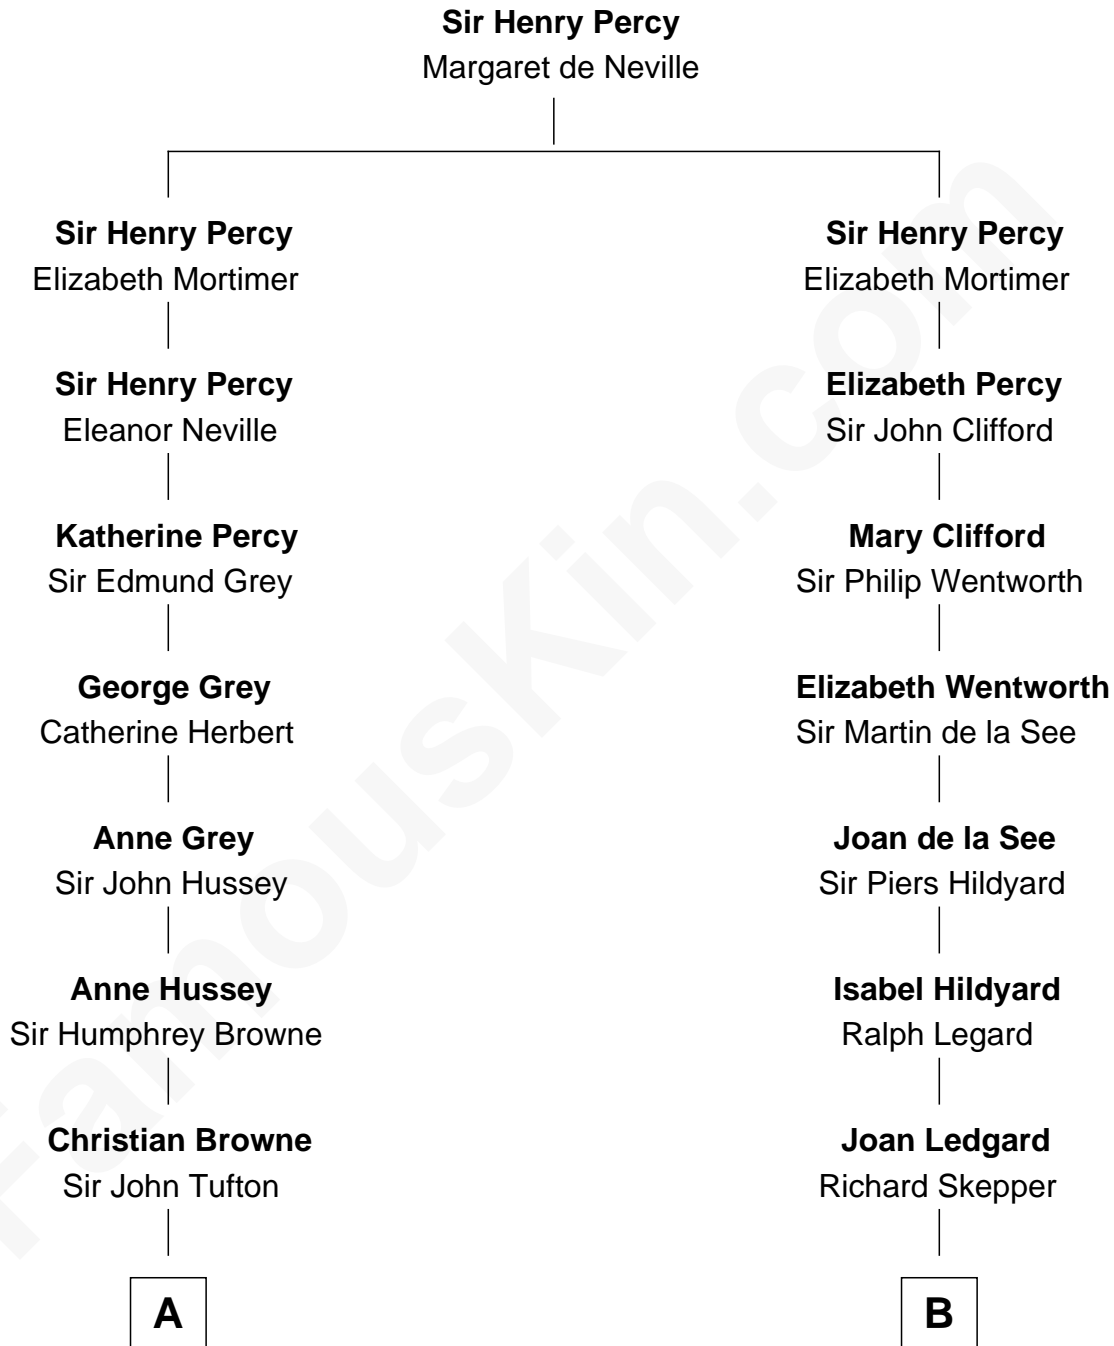 Sir Henry Percy
Margaret de Neville
Sir Henry Percy
Elizabeth Mortimer
Sir Henry Percy
Eleanor Neville
Katherine Percy
Sir Edmund Grey
George Grey
Catherine Herbert
Anne Grey
Sir John Hussey
Anne Hussey
Sir Humphrey Browne
Christian Browne
Sir John Tufton
A
Sir Henry Percy
Elizabeth Mortimer
Elizabeth Percy
Sir John Clifford
Mary Clifford
Sir Philip Wentworth
Elizabeth Wentworth
Sir Martin de la See
Joan de la See
Sir Piers Hildyard
Isabel Hildyard
Ralph Legard
Joan Ledgard
Richard Skepper
B
FamousKin.com